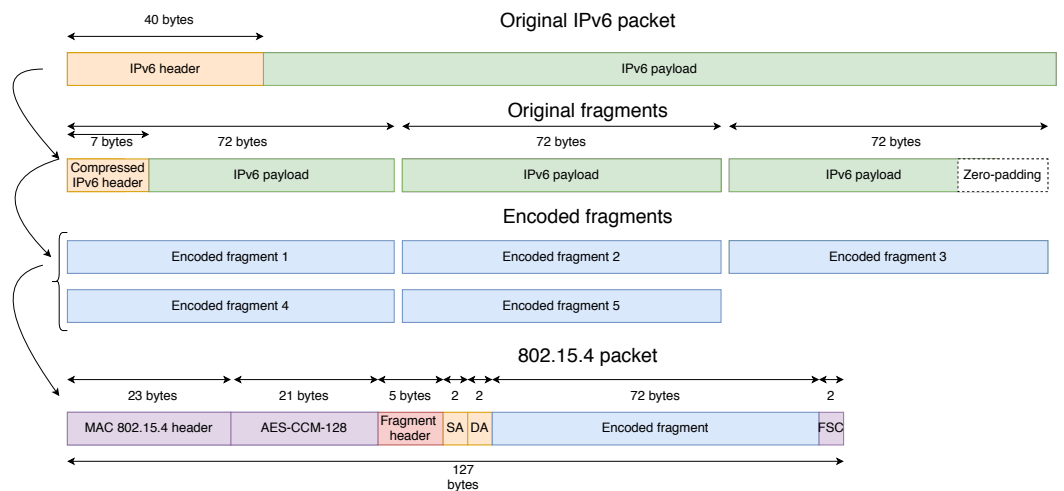 40 bytes
Original IPv6 packet
IPv6 header
IPv6 payload
Original fragments
7 bytes
72 bytes
72 bytes
72 bytes
Compressed
IPv6 header
IPv6 payload
IPv6 payload
IPv6 payload
Zero-padding
Encoded fragments
Encoded fragment 1
Encoded fragment 2
Encoded fragment 3
Encoded fragment 4
Encoded fragment 5
802.15.4 packet
23 bytes
21 bytes
5 bytes
2
2
72 bytes
2
MAC 802.15.4 header
AES-CCM-128
Fragment
header
SA
DA
Encoded fragment
FSC
127
bytes